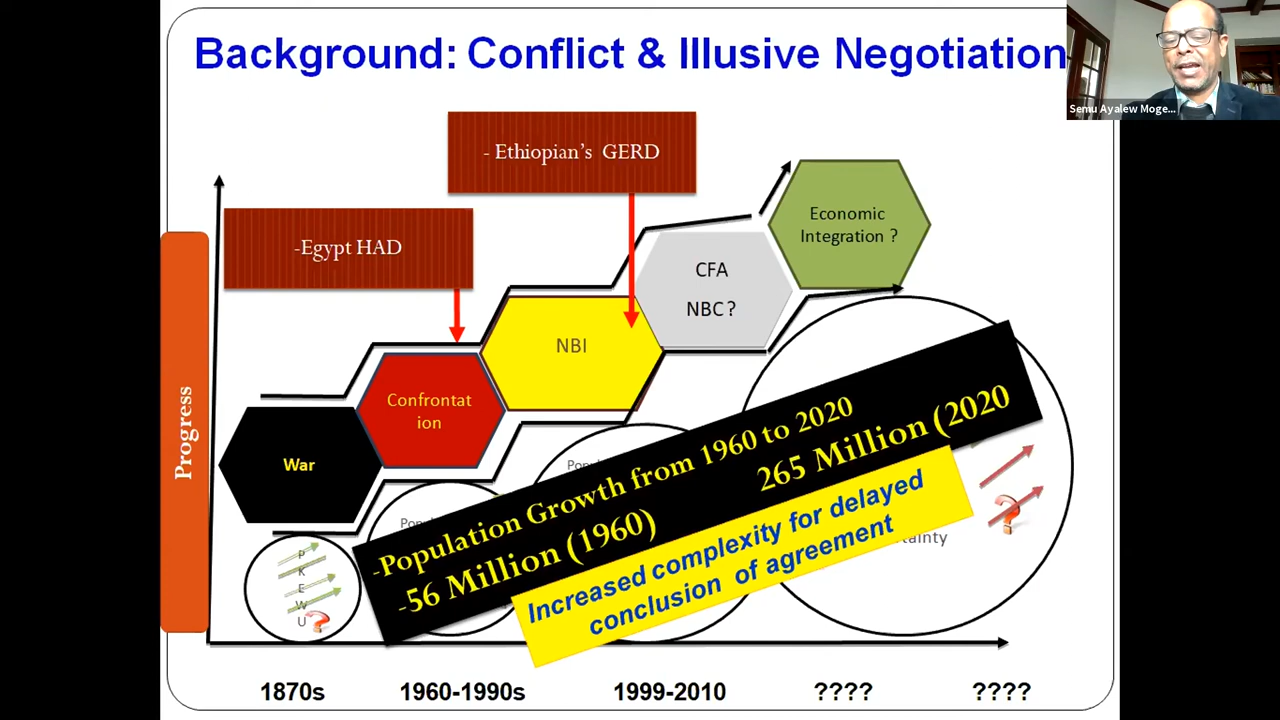 Background: Conflict & Illusive Negotiation
Semu Ayalew Moge...
- Ethiopian's GERD
-Egypt HAD
Economic
Integration ?
CFA
NBC?
NBI
Confrontat
ion
War
Progress
-Population Growth from 1960 to 2020
-56 Million (1960) 265 Million (2020
Increased complexity for delayed
conclusion of agreement
P
K
E
W
U
?
?
1870s 1960-1990s 1999-2010 ???? ????